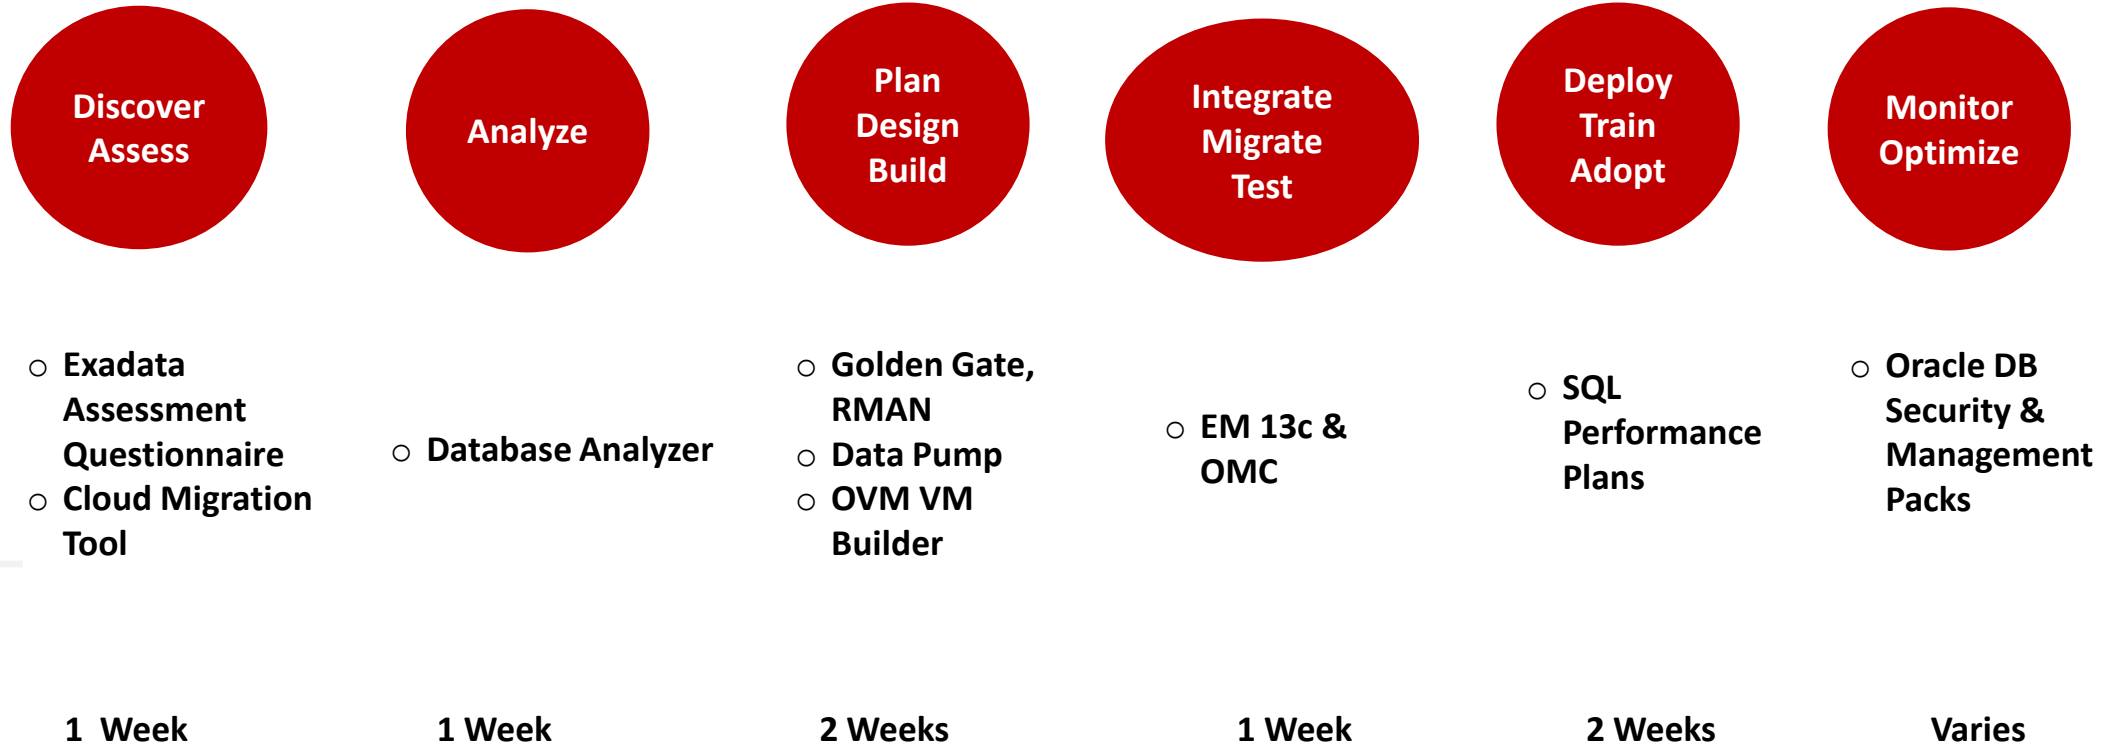 Discover
Assess
Analyze
Plan
Design
Build
Integrate
Migrate
Test
Deploy
Train
Adopt
Monitor
Optimize
○ Exadata
Assessment
Questionnaire
○ Cloud Migration
Tool
○ Database Analyzer
○ Golden Gate,
RMAN
○ Data Pump
○ OVM VM
Builder
○ EM 13c &
OMC
○ SQL
Performance
Plans
○ Oracle DB
Security &
Management
Packs
1  Week
1 Week
2 Weeks
1 Week
2 Weeks
Varies